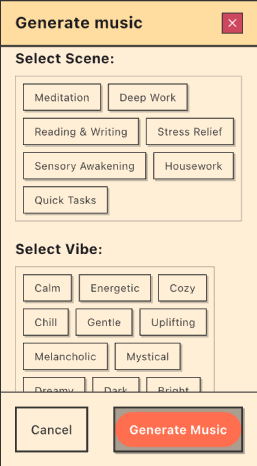 Generate music
Select Scene:
Meditation Deep Work
Reading & Writing Stress Relief
Sensory Awakening Housework
Quick Tasks
Select Vibe:
Calm Energetic Cozy
Chill Gentle Uplifting
Melancholic Mystical
Dreamy Dark Bright
Cancel Generate Music